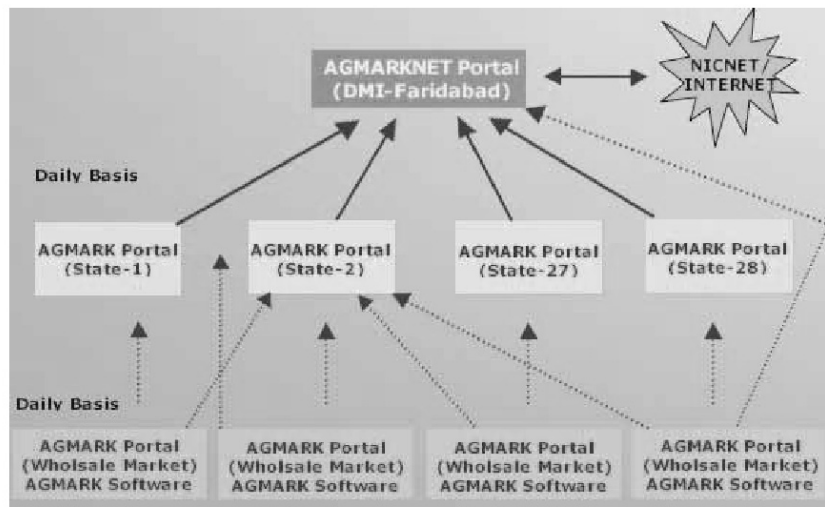 AGMARKNET Portal
(DMI-Faridabad)
NICNET /
INTERNET
Daily Basis
AGMARK Portal
(State-1)
AGMARK Portal
(State-2)
AGMARK Portal
(State-27)
AGMARK Portal
(State-28)
Daily Basis
AGMARK Portal
(Wholsale Market)
AGMARK Software
AGMARK Portal
(Wholsale Market)
AGMARK Software
AGMARK Portal
(Wholsale Market)
AGMARK Software
AGMARK Portal
(Wholsale Market)
AGMARK Software